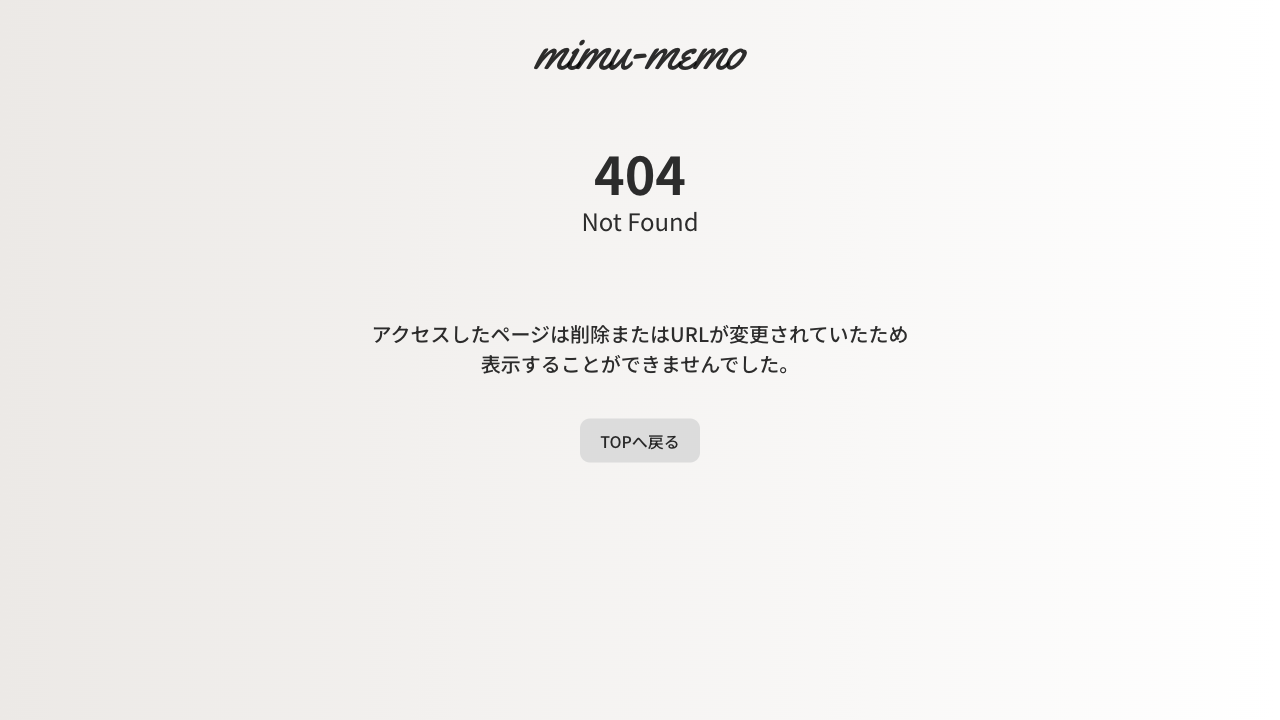 mimu-memo
404
Not Found
アクセスしたページは削除またはURLが変更されていたため
表示することができませんでした。
TOPへ戻る